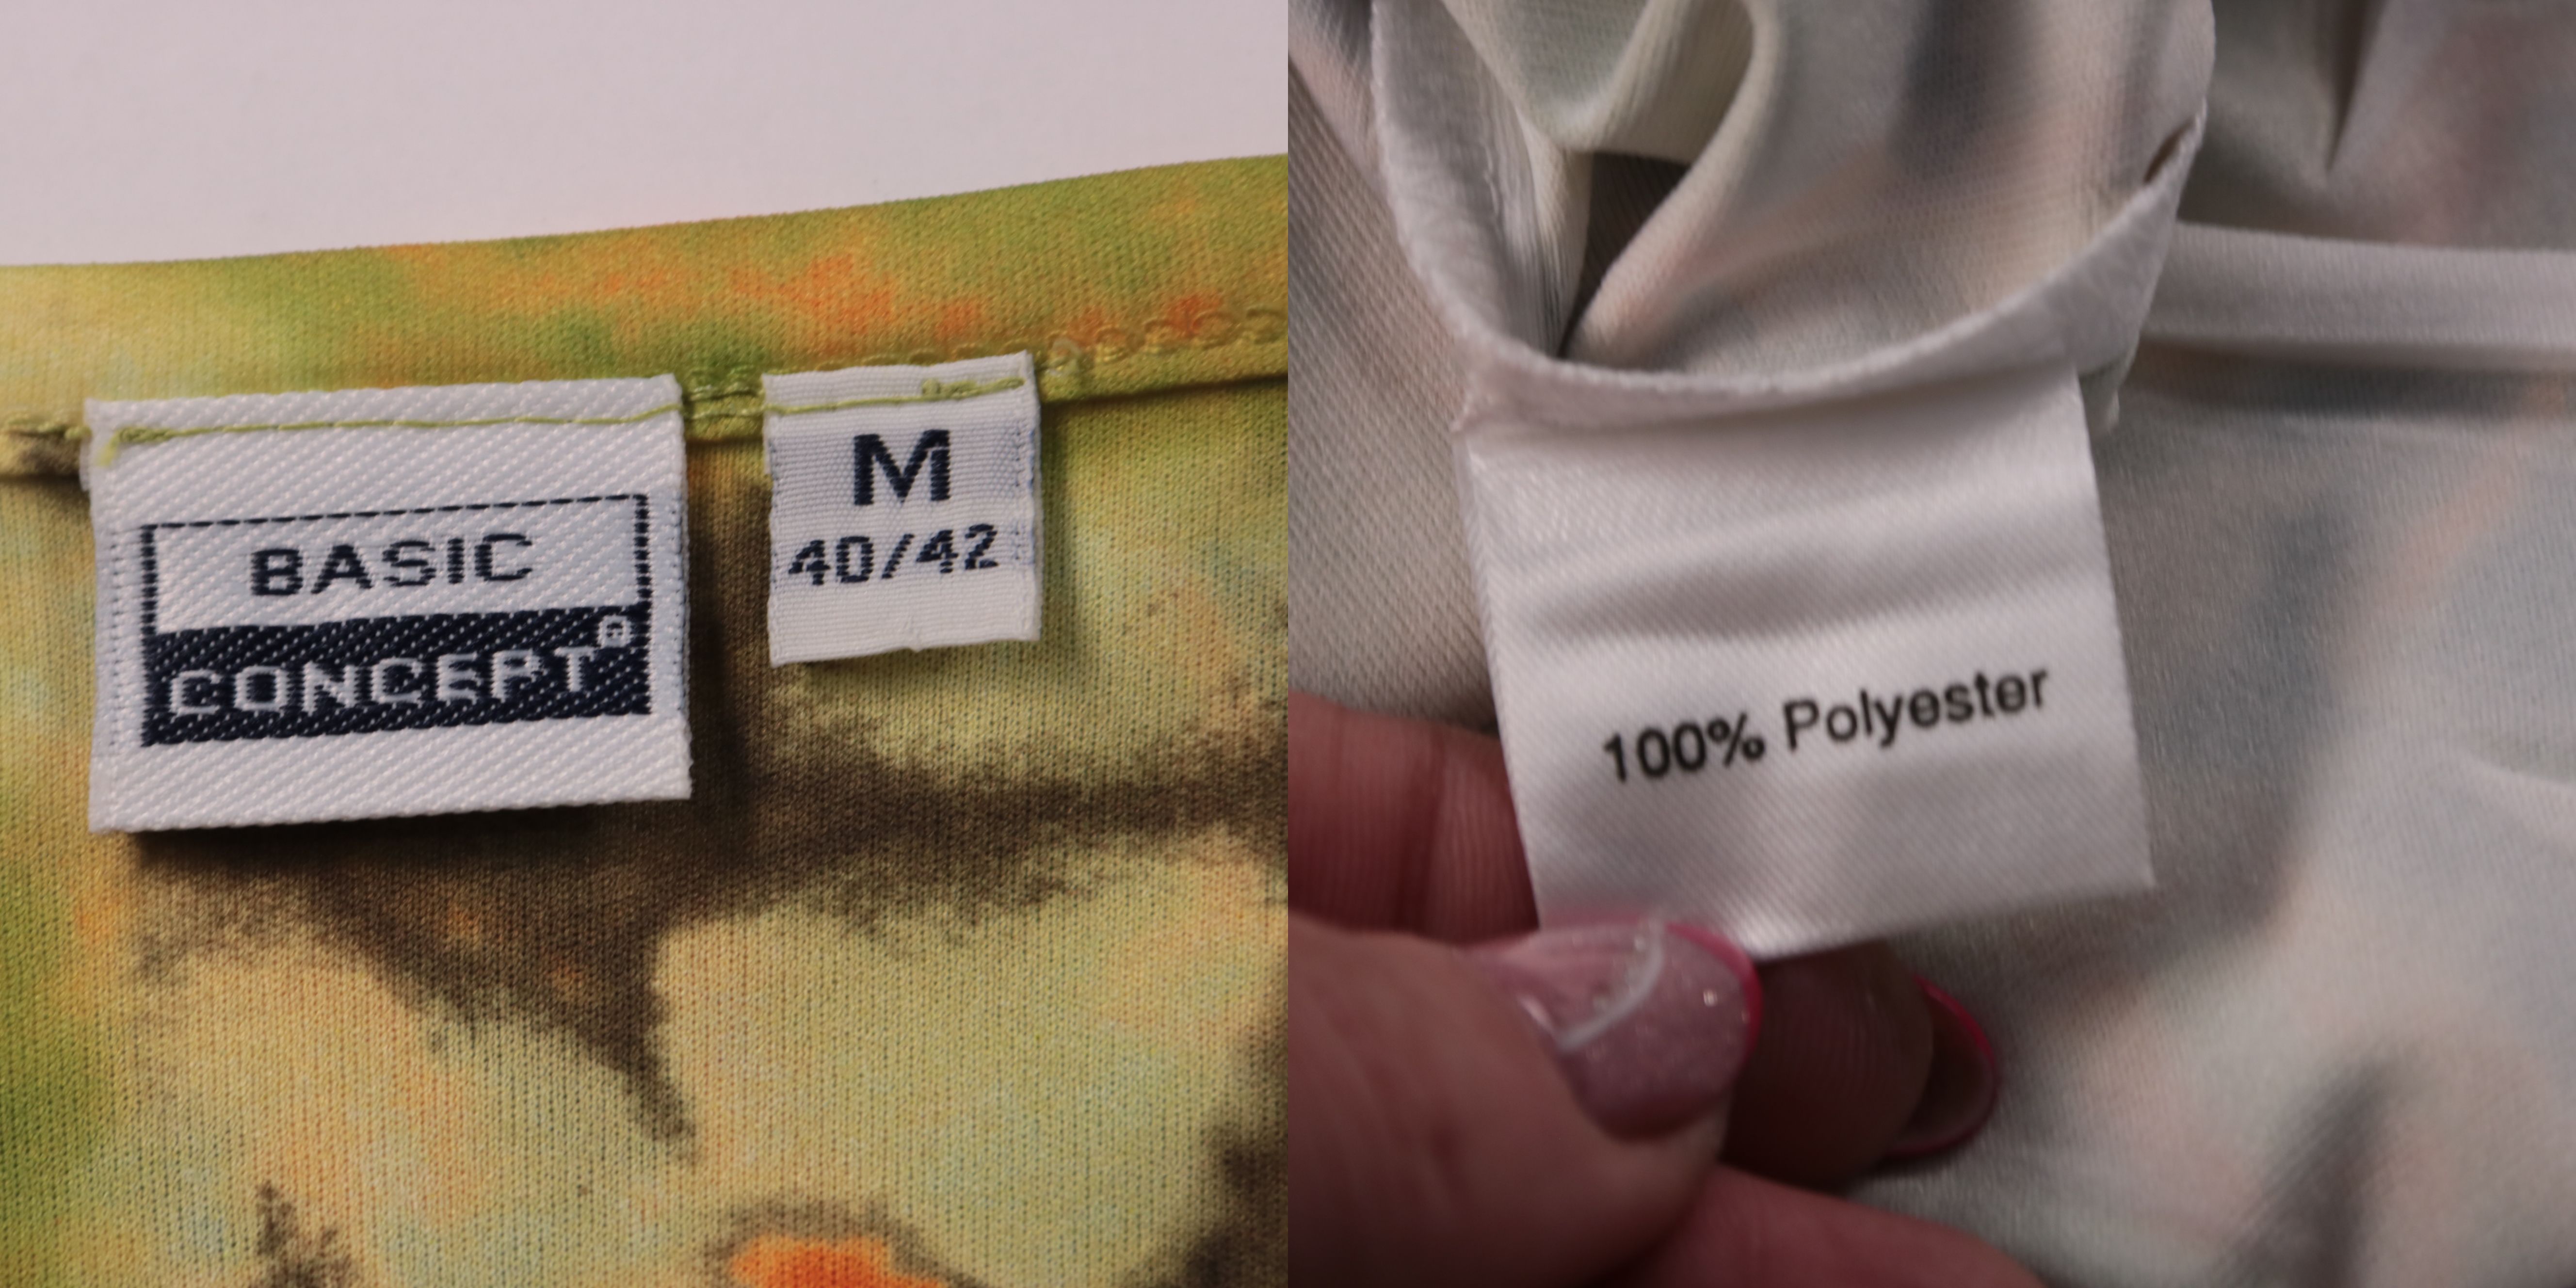 BASIC
CONCEPT®
M
40/42
100% Polyester